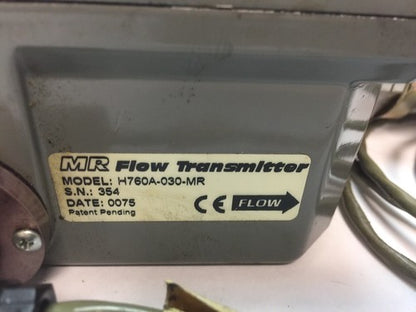 MR Flow Transmitter
MODEL: H760A-030-MR
S.N.: 354
DATE: 0075
Patent Pending
CE FLOW